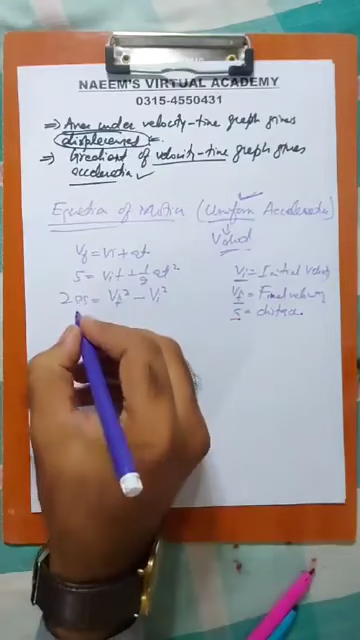 NAEEM'S VIRTUAL ACADEMY
0315-4550431
⇒ Area under velocity-time graph gives
displacement ⇐
⇒ Gradient of velocity-time graph gives
acceleration ✓
Equation of Motion (Uniform Acceleration)
Valid
Vf = Vi + at
S = Vit + 1/2 at²
2as = Vf² - Vi²
Vi = Initial Velocity
Vf = Final velocity
S = distance